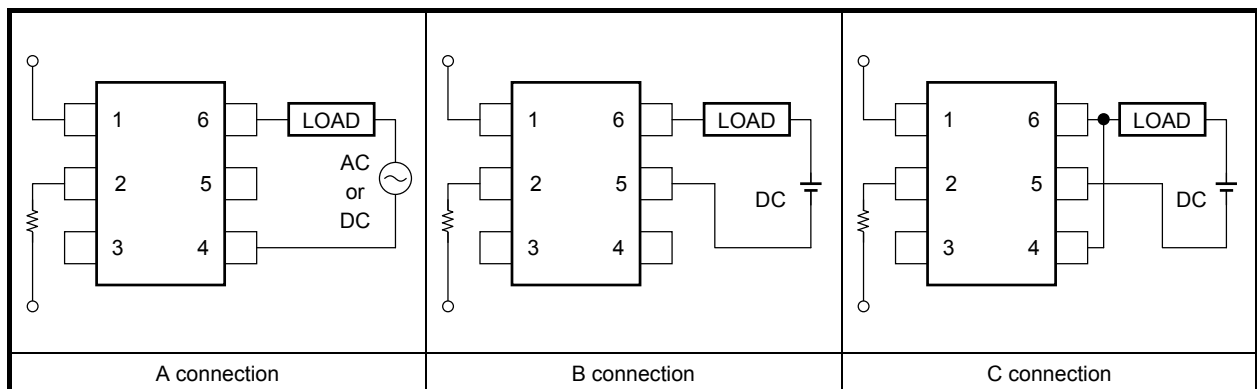 1 6 LOAD
2 5
3 4
AC
or
DC
A connection
1 6 LOAD
2 5
3 4
DC
B connection
1 6 LOAD
2 5
3 4
DC
C connection